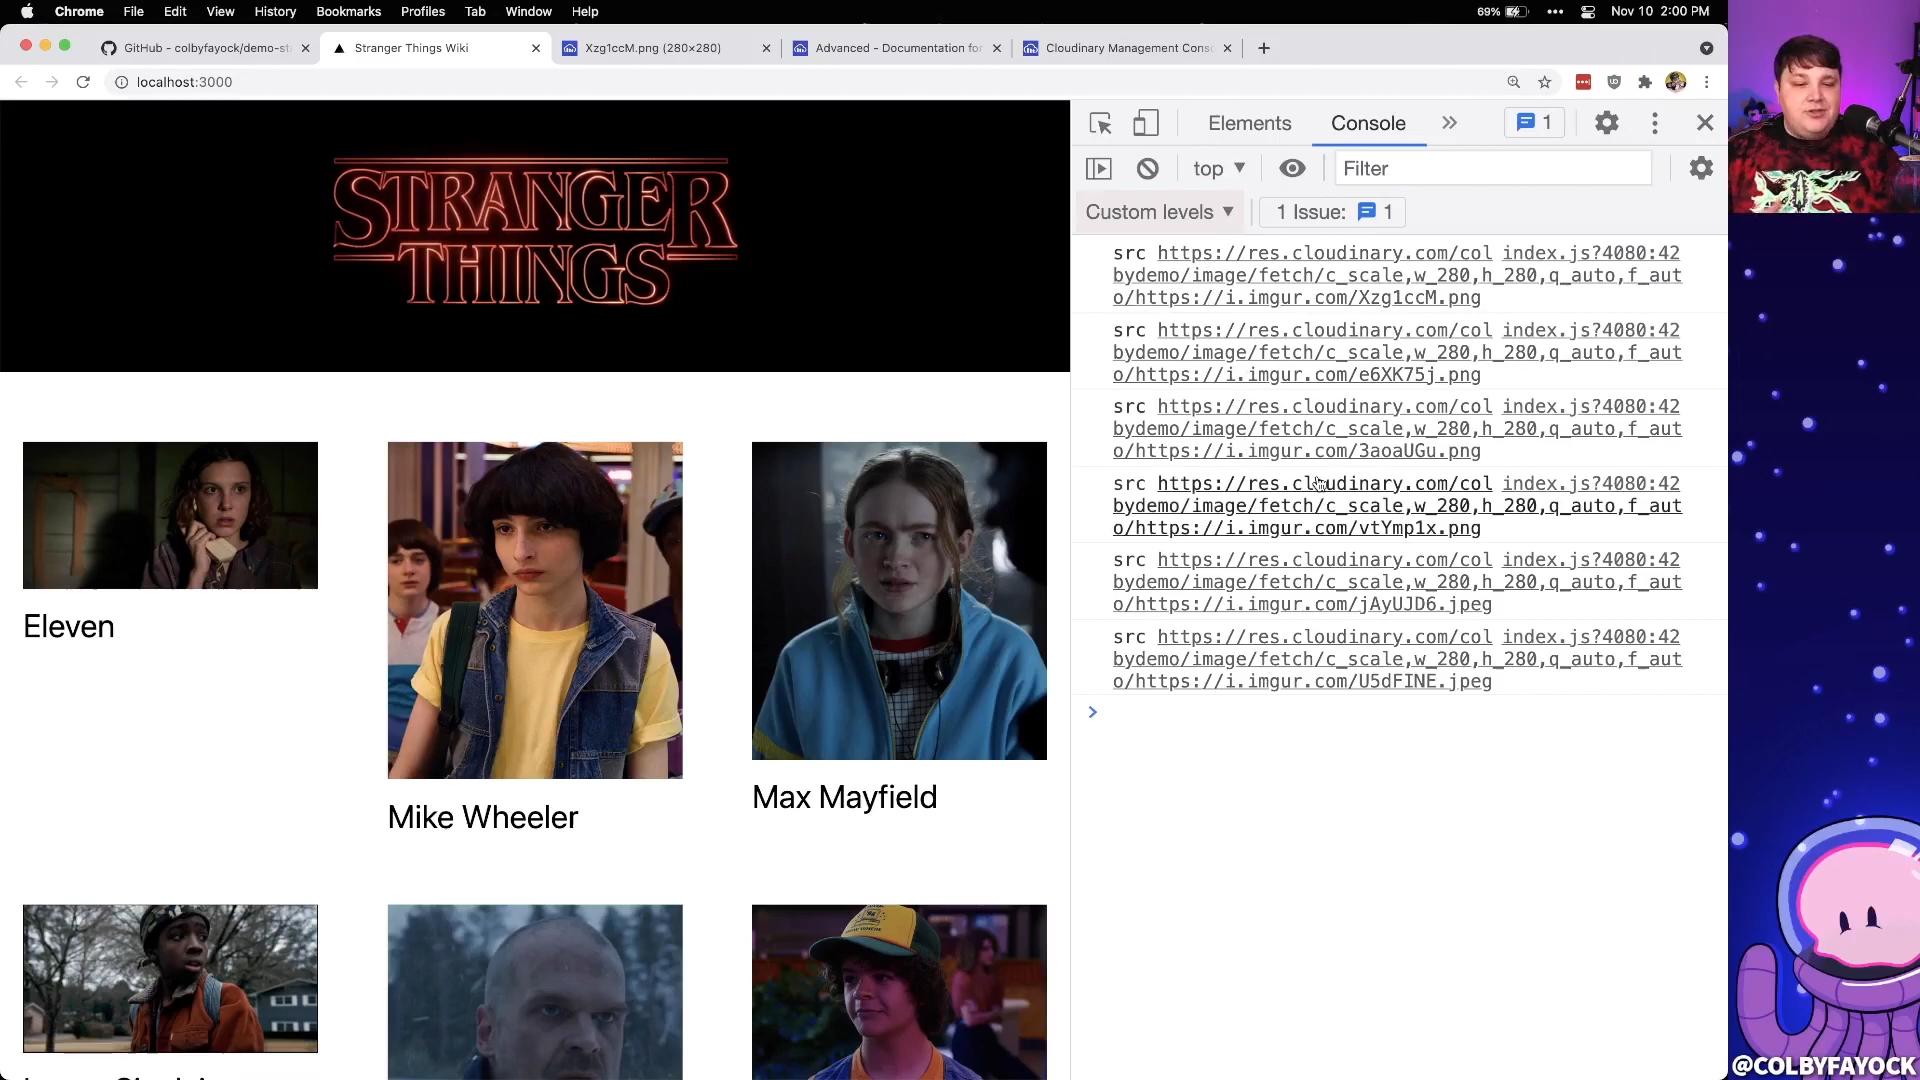 Chrome File Edit View History Bookmarks Profiles Tab Window Help 69% Nov 10 2:00 PM
GitHub - colbyfayock/demo-st
Stranger Things Wiki
Xzg1ccM.png (280×280)
Advanced - Documentation for
Cloudinary Management Cons
localhost:3000
STRANGER
THINGS
Eleven
Mike Wheeler
Max Mayfield
Elements Console 1
top Filter
Custom levels 1 Issue: 1
src https://res.cloudinary.com/col index.js?4080:42
bydemo/image/fetch/c_scale,w_280,h_280,q_auto,f_aut
o/https://i.imgur.com/Xzg1ccM.png
src https://res.cloudinary.com/col index.js?4080:42
bydemo/image/fetch/c_scale,w_280,h_280,q_auto,f_aut
o/https://i.imgur.com/e6XK75j.png
src https://res.cloudinary.com/col index.js?4080:42
bydemo/image/fetch/c_scale,w_280,h_280,q_auto,f_aut
o/https://i.imgur.com/3aoaUGu.png
src https://res.cloudinary.com/col index.js?4080:42
bydemo/image/fetch/c_scale,w_280,h_280,q_auto,f_aut
o/https://i.imgur.com/vtYmp1x.png
src https://res.cloudinary.com/col index.js?4080:42
bydemo/image/fetch/c_scale,w_280,h_280,q_auto,f_aut
o/https://i.imgur.com/jAyUJD6.jpeg
src https://res.cloudinary.com/col index.js?4080:42
bydemo/image/fetch/c_scale,w_280,h_280,q_auto,f_aut
o/https://i.imgur.com/U5dFINE.jpeg
@COLBYFAYOCK